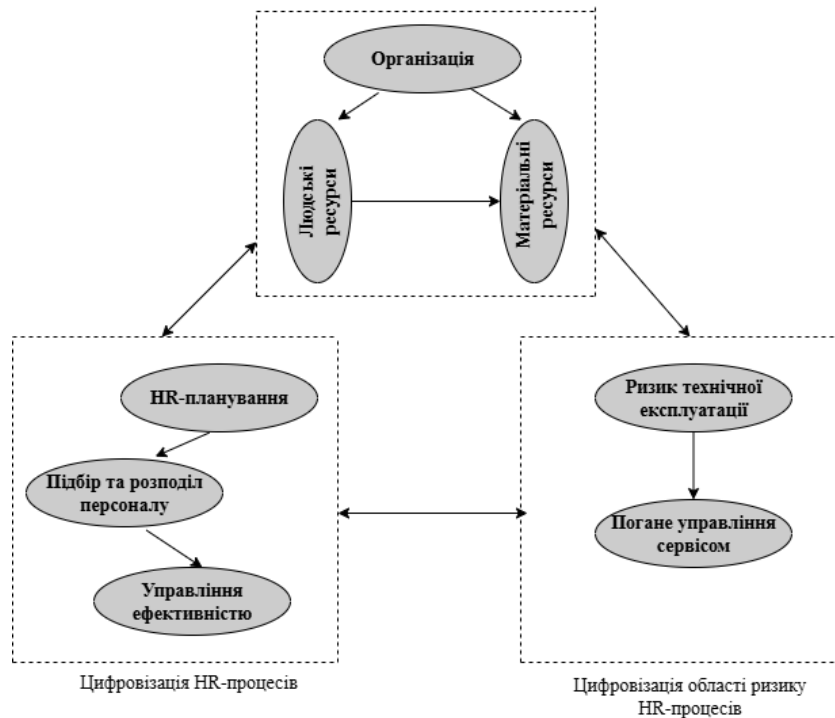 Організація
Людські
ресурси
Матеріальні
ресурси
HR-планування
Підбір та розподіл
персоналу
Управління
ефективністю
Ризик технічної
експлуатації
Погане управління
сервісом
Цифровізація HR-процесів
Цифровізація області ризику
HR-процесів